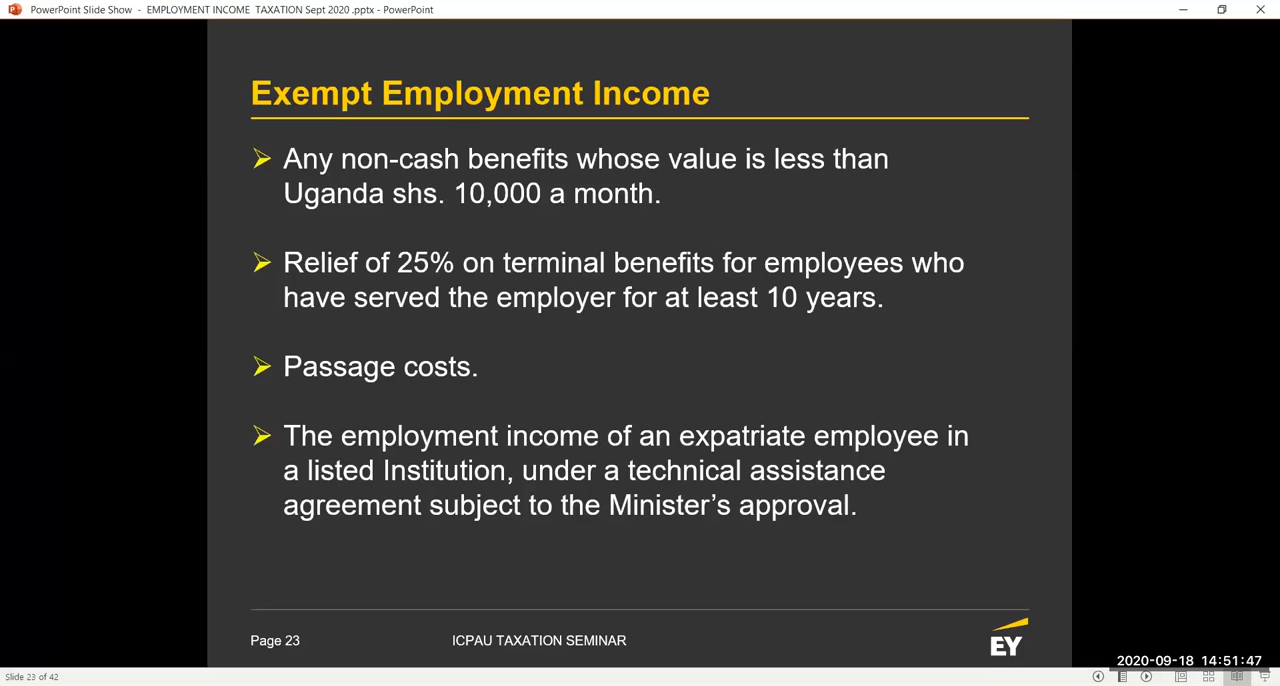 PowerPoint Slide Show - EMPLOYMENT INCOME TAXATION Sept 2020 .pptx - PowerPoint
Exempt Employment Income
Any non-cash benefits whose value is less than
Uganda shs. 10,000 a month.
Relief of 25% on terminal benefits for employees who
have served the employer for at least 10 years.
Passage costs.
The employment income of an expatriate employee in
a listed Institution, under a technical assistance
agreement subject to the Minister’s approval.
Page 23
ICPAU TAXATION SEMINAR
EY
2020-09-18 14:51:47
Slide 23 of 42